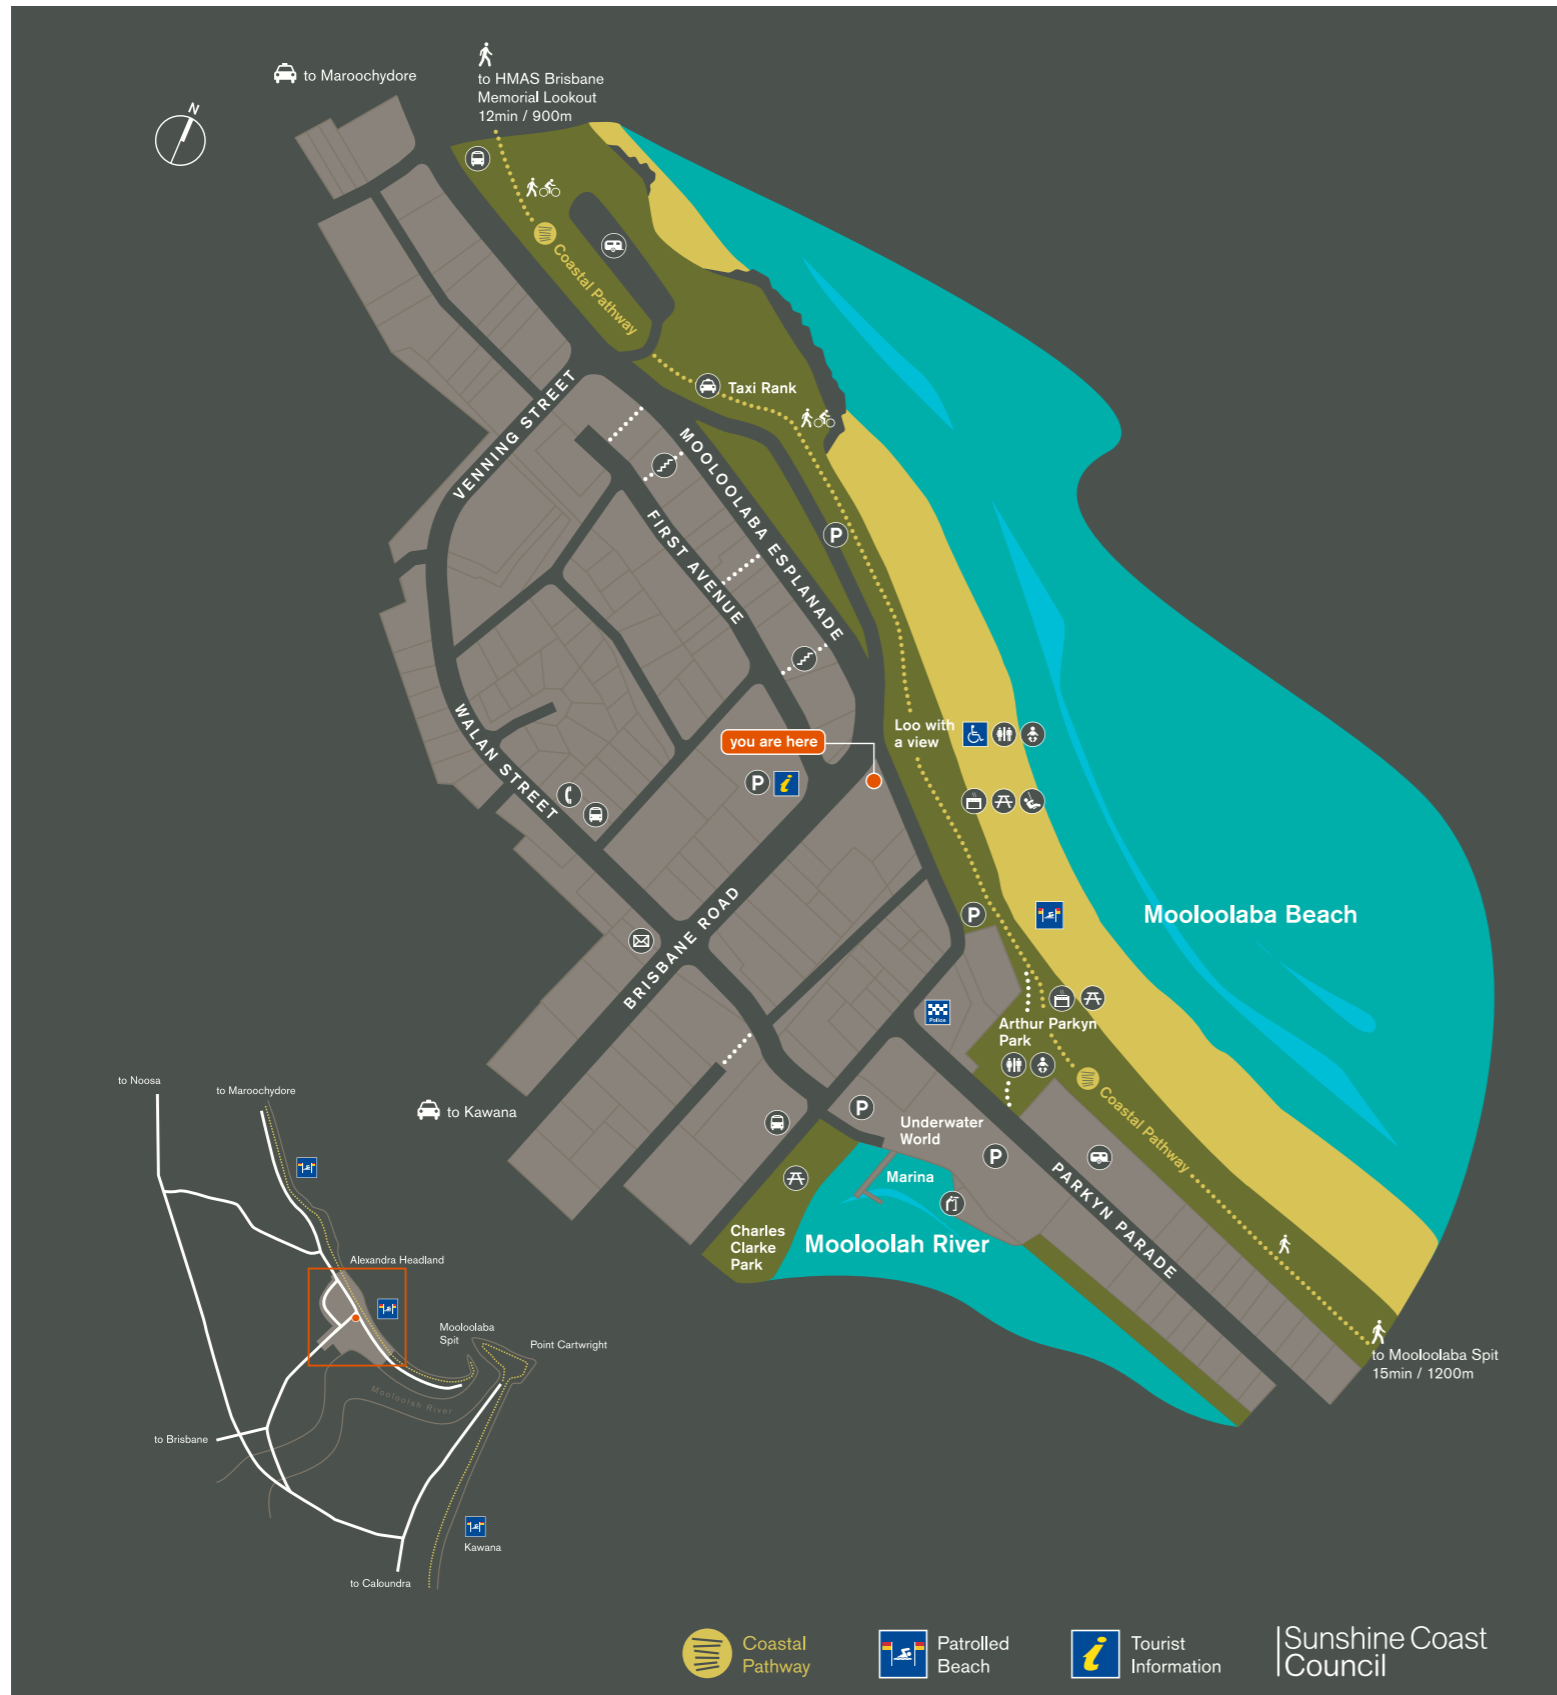 N
to Maroochydore
to HMAS Brisbane
Memorial Lookout
12min / 900m
Coastal Pathway
Taxi Rank
VENNING STREET
MOOLOOLABA ESPLANADE
FIRST AVENUE
P
WALAN STREET
Loo with
a view
you are here
P
i
BRISBANE ROAD
P
Mooloolaba Beach
Police
Arthur Parkyn
Park
Coastal Pathway
to Kawana
P
Underwater
World
P
Marina
PARKYN PARADE
Charles
Clarke
Park
Mooloolah River
to Mooloolaba Spit
15min / 1200m
to Noosa
to Maroochydore
Alexandra Headland
Mooloolaba
Spit
Point Cartwright
Mooloolah River
to Brisbane
Kawana
to Caloundra
Coastal
Pathway
Patrolled
Beach
i
Tourist
Information
Sunshine Coast
Council